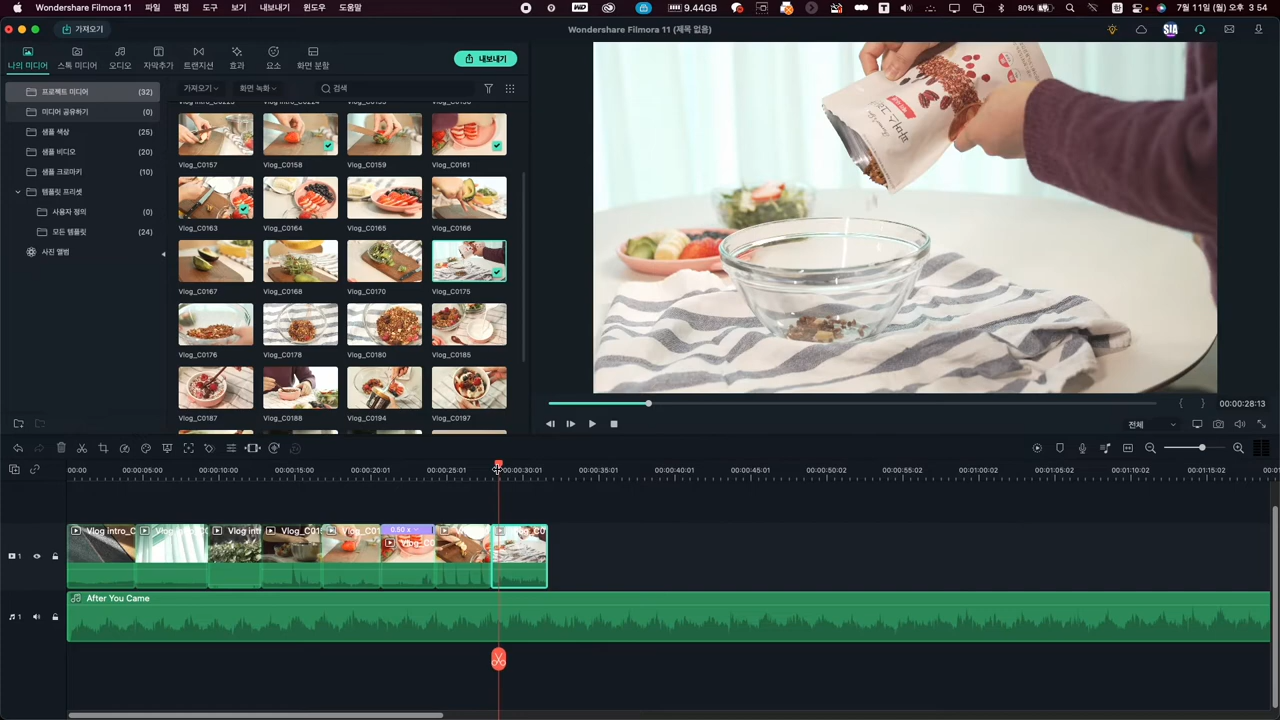 Wondershare Filmora 11 파일 편집 도구 보기 내보내기 윈도우 도움말
9.44GB 80% 7월 11일 (월) 오후 3 54
가져오기
Wondershare Filmora 11 (제목 없음)
SIA
나의 미디어 스톡 미디어 오디오 자막추가 트랜지션 효과 요소 화면 분할
내보내기
프로젝트 미디어 (32)
미디어 공유하기 (0)
샘플 색상 (25)
샘플 비디오 (20)
샘플 크로마키 (10)
템플릿 프리셋
사용자 정의 (0)
모든 템플릿 (24)
사진 앨범
가져오기 화면 녹화 검색
Vlog_C0157 Vlog_C0158 Vlog_C0159 Vlog_C0161
Vlog_C0163 Vlog_C0164 Vlog_C0165 Vlog_C0166
Vlog_C0167 Vlog_C0168 Vlog_C0170 Vlog_C0175
Vlog_C0176 Vlog_C0178 Vlog_C0180 Vlog_C0185
Vlog_C0187 Vlog_C0188 Vlog_C0194 Vlog_C0197
00:00:28:13
전체
00:00 00:00:05:00 00:00:10:00 00:00:15:00 00:00:20:01 00:00:25:01 00:00:30:01 00:00:35:01 00:00:40:01 00:00:45:01 00:00:50:02 00:00:55:02 00:01:00:02 00:01:05:02 00:01:10:02 00:01:15:02 00:01
0.50 x
Vlog intro_C Vlog int Vlog_C01
1
1 After You Came